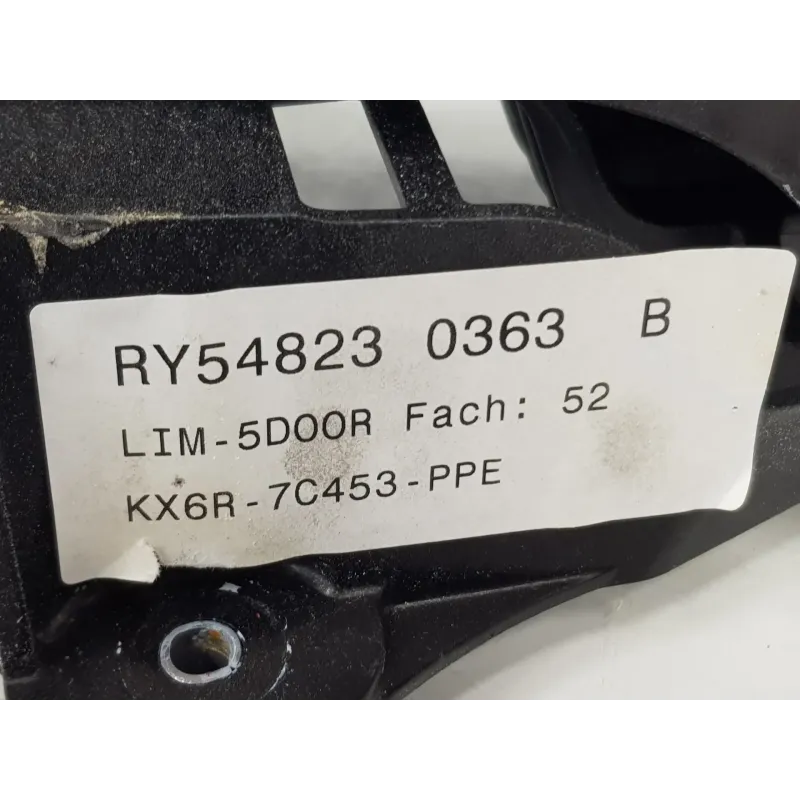 RY54823 0363 B
LIM-5DOOR Fach: 52
KX6R-7C453-PPE